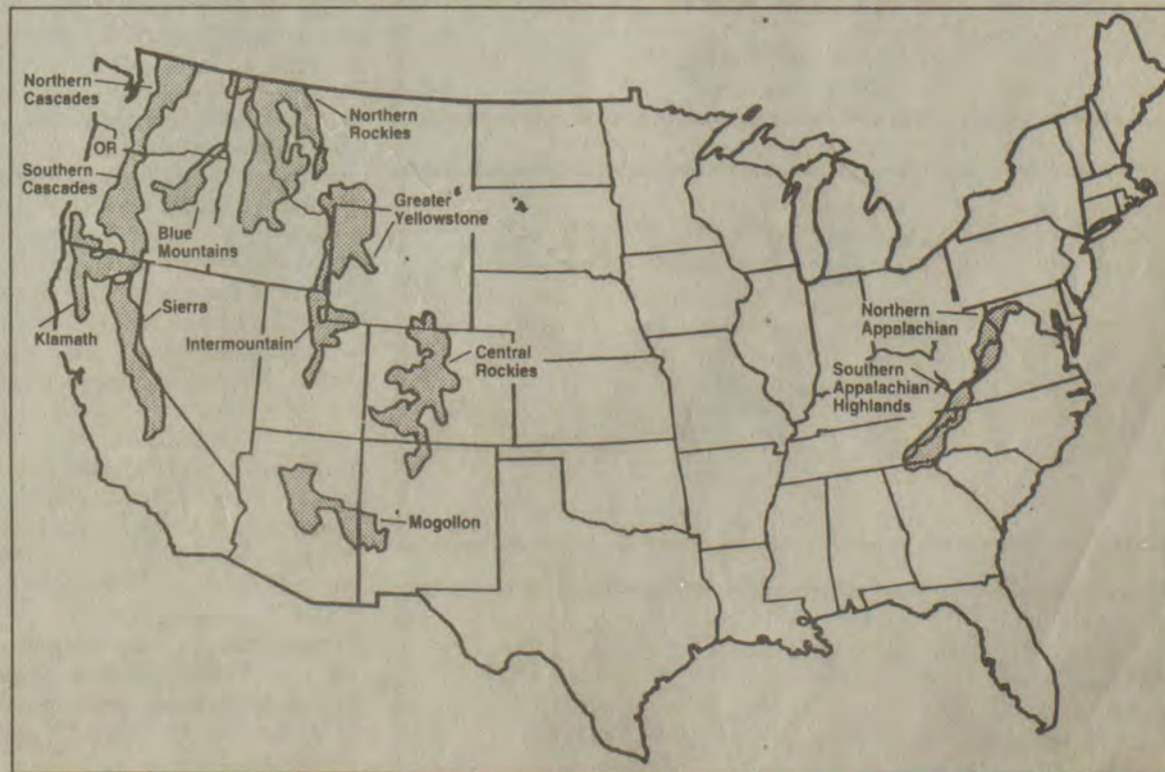 Northern
Cascades
OR
Southern
Cascades
Northern
Rockies
Greater
Yellowstone
Blue
Mountains
Klamath
Sierra
Intermountain
Central
Rockies
Mogollon
Northern
Appalachian
Southern
Appalachian
Highlands